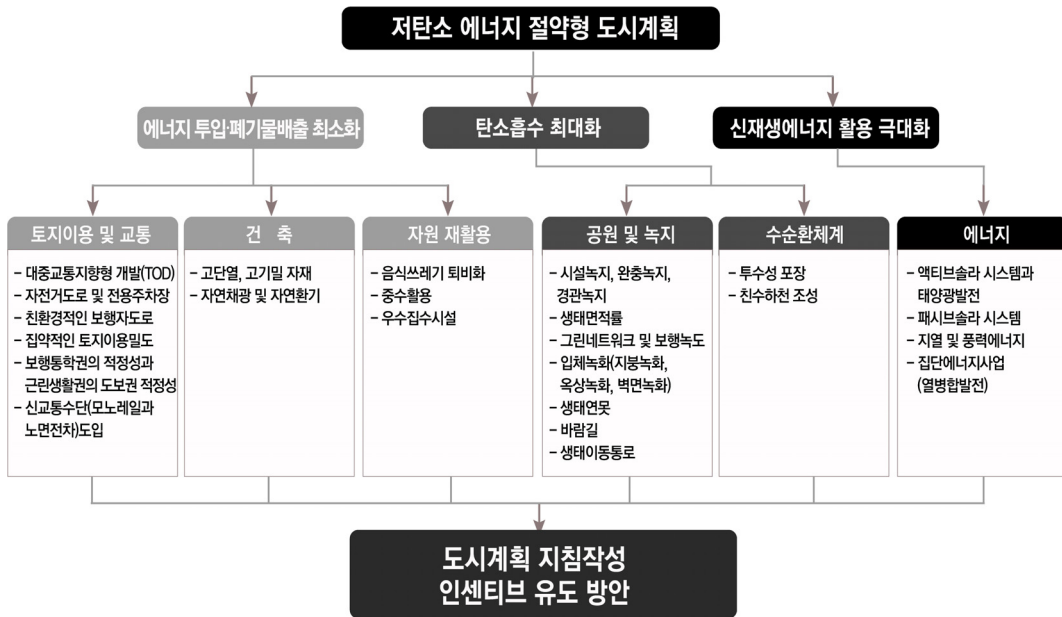 저탄소 에너지 절약형 도시계획
에너지 투입·폐기물배출 최소화
탄소흡수 최대화
신재생에너지 활용 극대화
토지이용 및 교통
- 대중교통지향형 개발(TOD)
- 자전거도로 및 전용주차장
- 친환경적인 보행자도로
- 집약적인 토지이용밀도
- 보행통학권의 적정성과
근린생활권의 도보권 적정성
- 신교통수단(모노레일과
노면전차)도입
건 축
- 고단열, 고기밀 자재
- 자연채광 및 자연환기
자원 재활용
- 음식쓰레기 퇴비화
- 중수활용
- 우수집수시설
공원 및 녹지
- 시설녹지, 완충녹지,
경관녹지
- 생태면적률
- 그린네트워크 및 보행녹도
- 입체녹화(지붕녹화,
옥상녹화, 벽면녹화)
- 생태연못
- 바람길
- 생태이동통로
수순환체계
- 투수성 포장
- 친수하천 조성
에너지
- 액티브솔라 시스템과
태양광발전
- 패시브솔라 시스템
- 지열 및 풍력에너지
- 집단에너지사업
(열병합발전)
도시계획 지침작성
인센티브 유도 방안